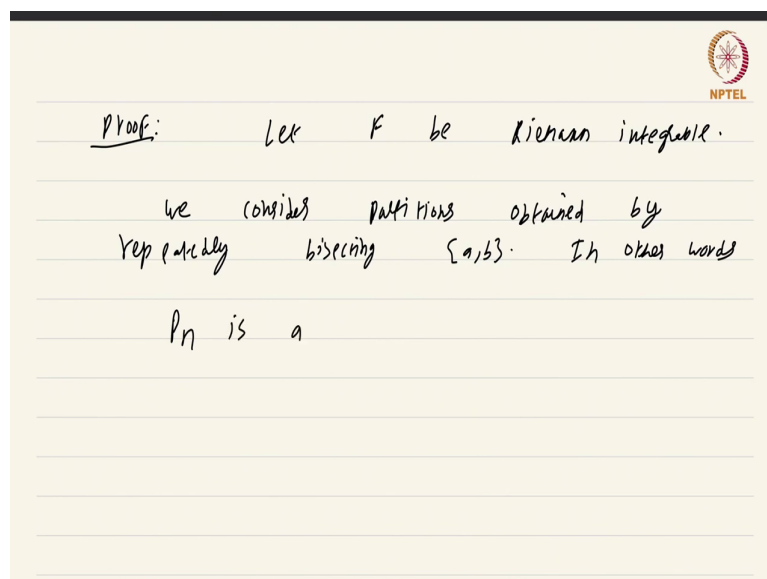 NPTEL
Proof: Let F be Riemann integrable.
We consider partitions obtained by
repeatedly bisecting [a,b]. In other words
Pn is a